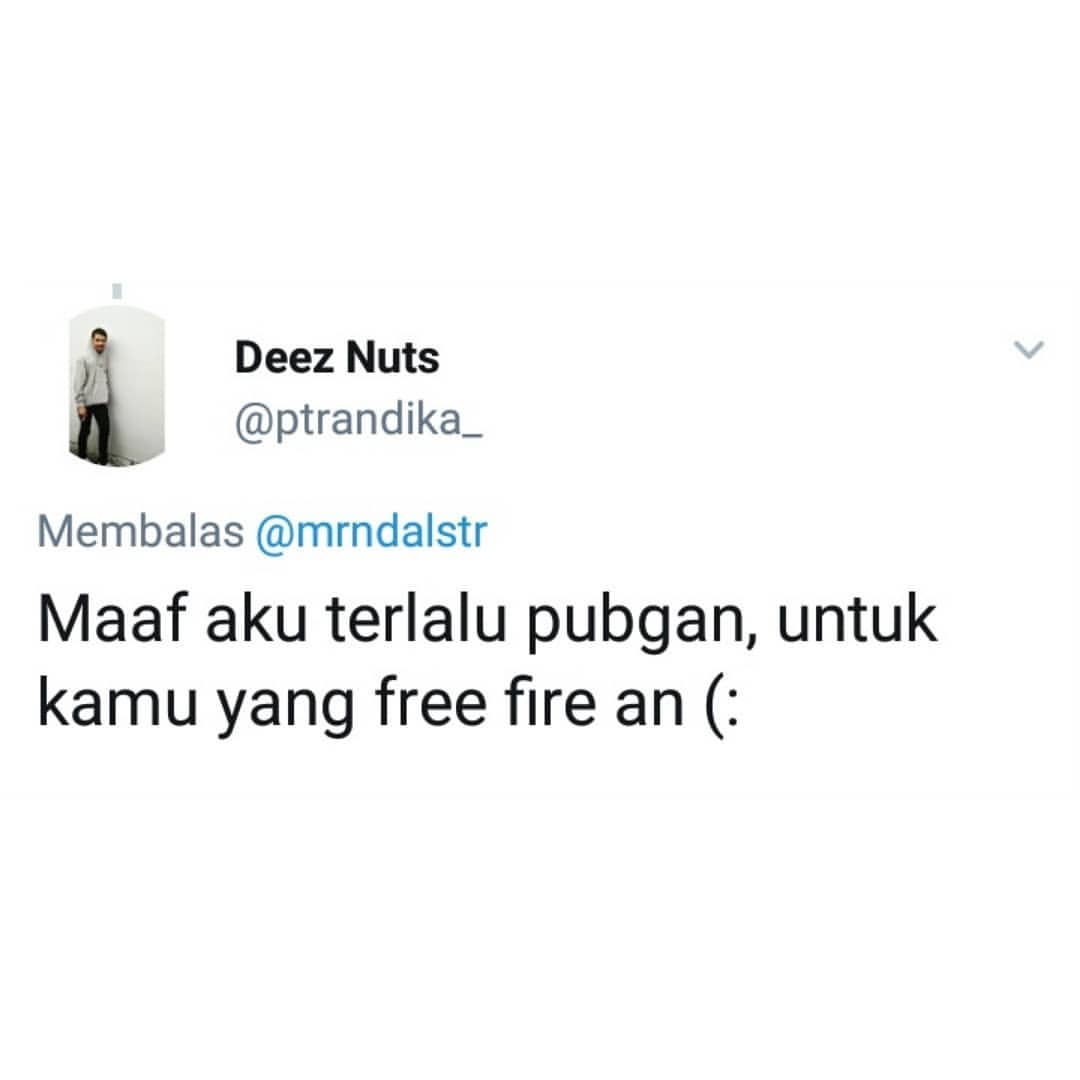 Deez Nuts
@ptrandika_
Membalas @mrndalstr
Maaf aku terlalu pubgan, untuk
kamu yang free fire an (: